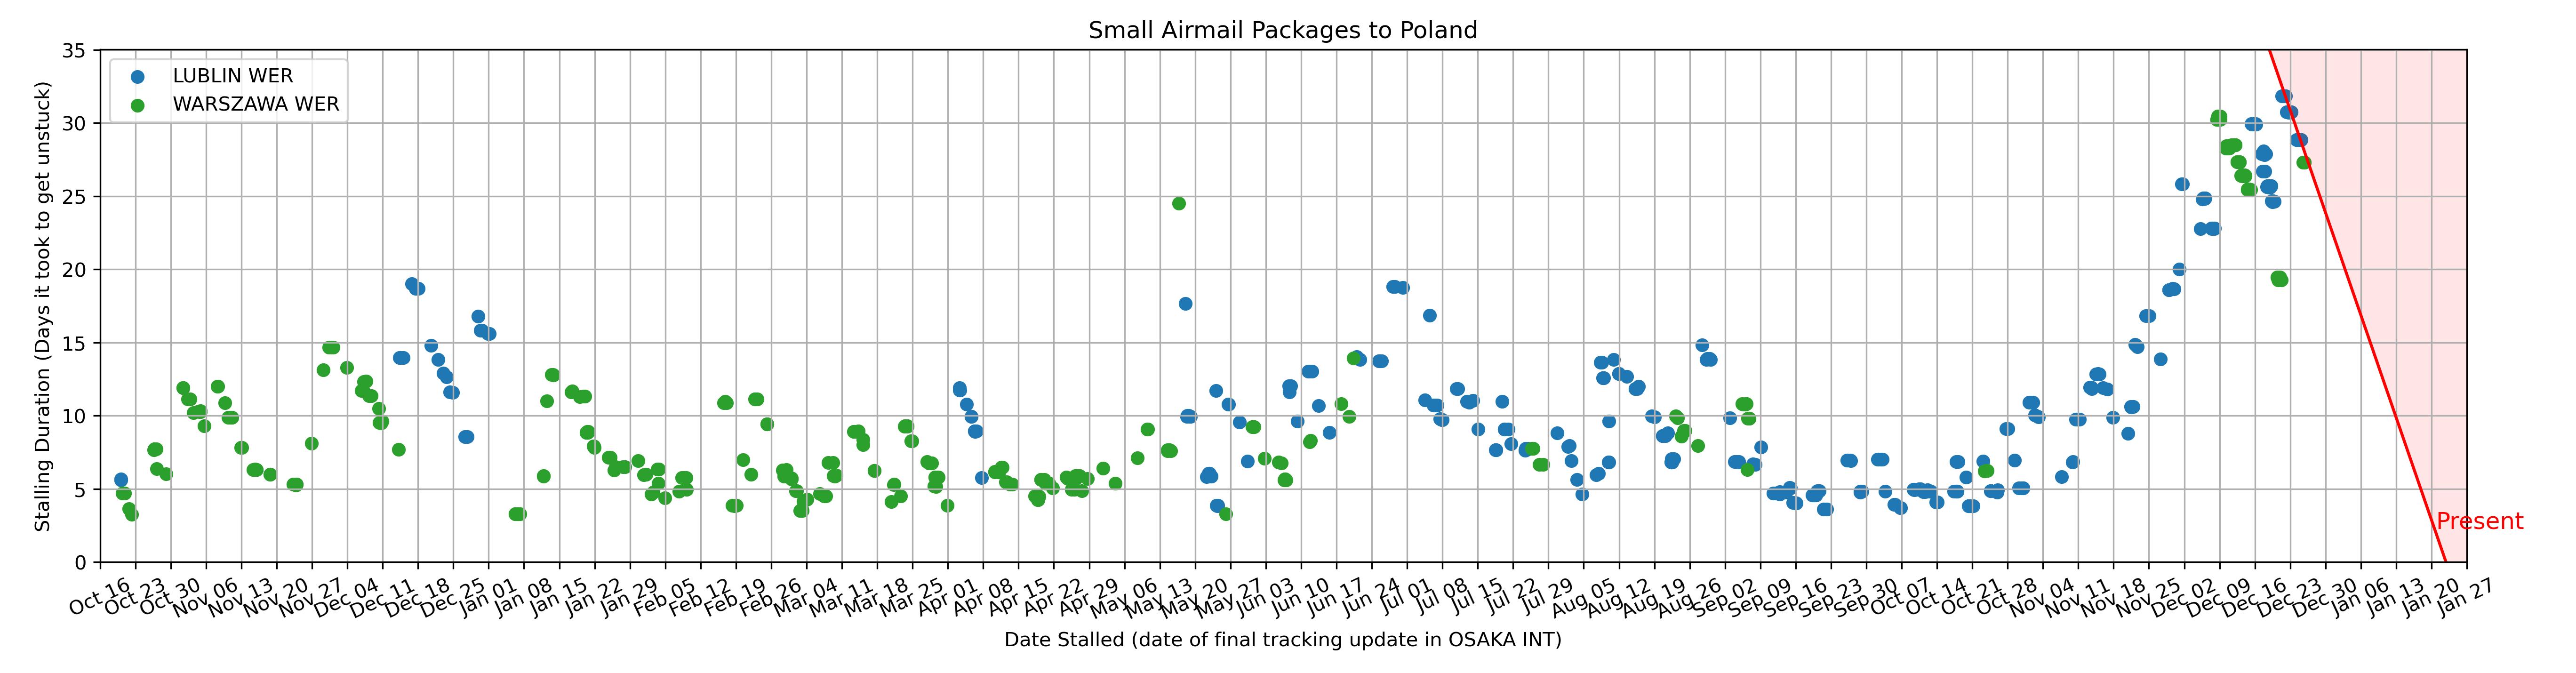 Small Airmail Packages to Poland
LUBLIN WER
WARSZAWA WER
Stalling Duration (Days it took to get unstuck)
35
30
25
20
15
10
5
0
Present
Oct 16
Oct 23
Oct 30
Nov 06
Nov 13
Nov 20
Nov 27
Dec 04
Dec 11
Dec 18
Dec 25
Jan 01
Jan 08
Jan 15
Jan 22
Jan 29
Feb 05
Feb 12
Feb 19
Feb 26
Mar 04
Mar 11
Mar 18
Mar 25
Apr 01
Apr 08
Apr 15
Apr 22
Apr 29
May 06
May 13
May 20
May 27
Jun 03
Jun 10
Jun 17
Jun 24
Jul 01
Jul 08
Jul 15
Jul 22
Jul 29
Aug 05
Aug 12
Aug 19
Aug 26
Sep 02
Sep 09
Sep 16
Sep 23
Sep 30
Oct 07
Oct 14
Oct 21
Oct 28
Nov 04
Nov 11
Nov 18
Nov 25
Dec 02
Dec 09
Dec 16
Dec 23
Dec 30
Jan 06
Jan 13
Jan 20
Jan 27
Date Stalled (date of final tracking update in OSAKA INT)